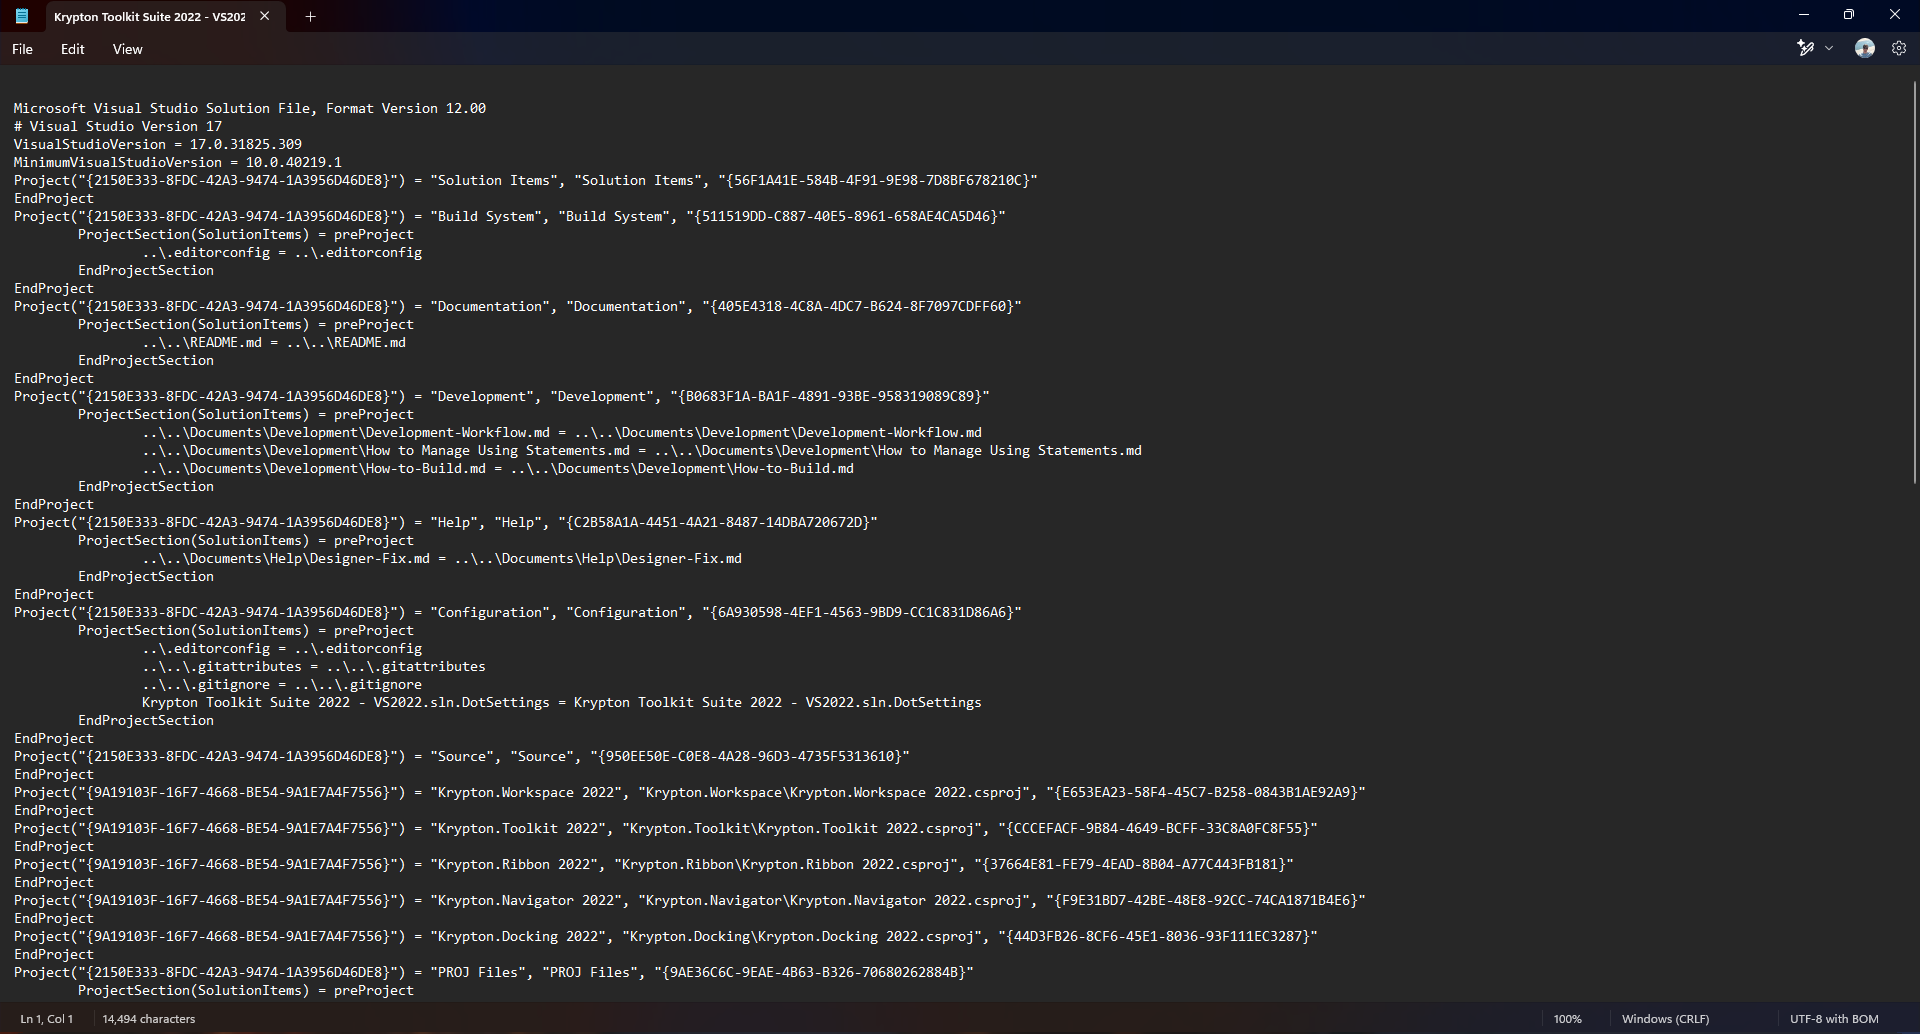 Krypton Toolkit Suite 2022 - VS202
File Edit View
Microsoft Visual Studio Solution File, Format Version 12.00
# Visual Studio Version 17
VisualStudioVersion = 17.0.31825.309
MinimumVisualStudioVersion = 10.0.40219.1
Project("{2150E333-8FDC-42A3-9474-1A3956D46DE8}") = "Solution Items", "Solution Items", "{56F1A41E-584B-4F91-9E98-7D8BF678210C}"
EndProject
Project("{2150E333-8FDC-42A3-9474-1A3956D46DE8}") = "Build System", "Build System", "{511519DD-C887-40E5-8961-658AE4CA5D46}"
	ProjectSection(SolutionItems) = preProject
		..\.editorconfig = ..\.editorconfig
	EndProjectSection
EndProject
Project("{2150E333-8FDC-42A3-9474-1A3956D46DE8}") = "Documentation", "Documentation", "{405E4318-4C8A-4DC7-B624-8F7097CDFF60}"
	ProjectSection(SolutionItems) = preProject
		..\..\README.md = ..\..\README.md
	EndProjectSection
EndProject
Project("{2150E333-8FDC-42A3-9474-1A3956D46DE8}") = "Development", "Development", "{B0683F1A-BA1F-4891-93BE-958319089C89}"
	ProjectSection(SolutionItems) = preProject
		..\..\Documents\Development\Development-Workflow.md = ..\..\Documents\Development\Development-Workflow.md
		..\..\Documents\Development\How to Manage Using Statements.md = ..\..\Documents\Development\How to Manage Using Statements.md
		..\..\Documents\Development\How-to-Build.md = ..\..\Documents\Development\How-to-Build.md
	EndProjectSection
EndProject
Project("{2150E333-8FDC-42A3-9474-1A3956D46DE8}") = "Help", "Help", "{C2B58A1A-4451-4A21-8487-14DBA720672D}"
	ProjectSection(SolutionItems) = preProject
		..\..\Documents\Help\Designer-Fix.md = ..\..\Documents\Help\Designer-Fix.md
	EndProjectSection
EndProject
Project("{2150E333-8FDC-42A3-9474-1A3956D46DE8}") = "Configuration", "Configuration", "{6A930598-4EF1-4563-9BD9-CC1C831D86A6}"
	ProjectSection(SolutionItems) = preProject
		..\.editorconfig = ..\.editorconfig
		..\..\.gitattributes = ..\..\.gitattributes
		..\..\.gitignore = ..\..\.gitignore
		Krypton Toolkit Suite 2022 - VS2022.sln.DotSettings = Krypton Toolkit Suite 2022 - VS2022.sln.DotSettings
	EndProjectSection
EndProject
Project("{2150E333-8FDC-42A3-9474-1A3956D46DE8}") = "Source", "Source", "{950EE50E-C0E8-4A28-96D3-4735F5313610}"
EndProject
Project("{9A19103F-16F7-4668-BE54-9A1E7A4F7556}") = "Krypton.Workspace 2022", "Krypton.Workspace\Krypton.Workspace 2022.csproj", "{E653EA23-58F4-45C7-B258-0843B1AE92A9}"
EndProject
Project("{9A19103F-16F7-4668-BE54-9A1E7A4F7556}") = "Krypton.Toolkit 2022", "Krypton.Toolkit\Krypton.Toolkit 2022.csproj", "{CCCEFACF-9B84-4649-BCFF-33C8A0FC8F55}"
EndProject
Project("{9A19103F-16F7-4668-BE54-9A1E7A4F7556}") = "Krypton.Ribbon 2022", "Krypton.Ribbon\Krypton.Ribbon 2022.csproj", "{37664E81-FE79-4EAD-8B04-A77C443FB181}"
EndProject
Project("{9A19103F-16F7-4668-BE54-9A1E7A4F7556}") = "Krypton.Navigator 2022", "Krypton.Navigator\Krypton.Navigator 2022.csproj", "{F9E31BD7-42BE-48E8-92CC-74CA1871B4E6}"
EndProject
Project("{9A19103F-16F7-4668-BE54-9A1E7A4F7556}") = "Krypton.Docking 2022", "Krypton.Docking\Krypton.Docking 2022.csproj", "{44D3FB26-8CF6-45E1-8036-93F111EC3287}"
EndProject
Project("{2150E333-8FDC-42A3-9474-1A3956D46DE8}") = "PROJ Files", "PROJ Files", "{9AE36C6C-9EAE-4B63-B326-70680262884B}"
	ProjectSection(SolutionItems) = preProject
Ln 1, Col 1 14,494 characters 100% Windows (CRLF) UTF-8 with BOM